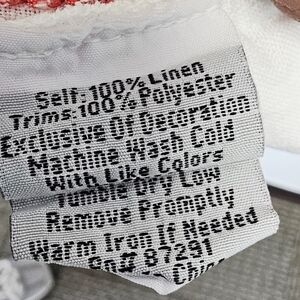 Self: 100% Linen
Trims: 100% Polyester
Exclusive Of Decoration
Machine Wash Cold
With Like Colors
Tumble Dry Low
Remove Promptly
Warm Iron If Needed
# 87291